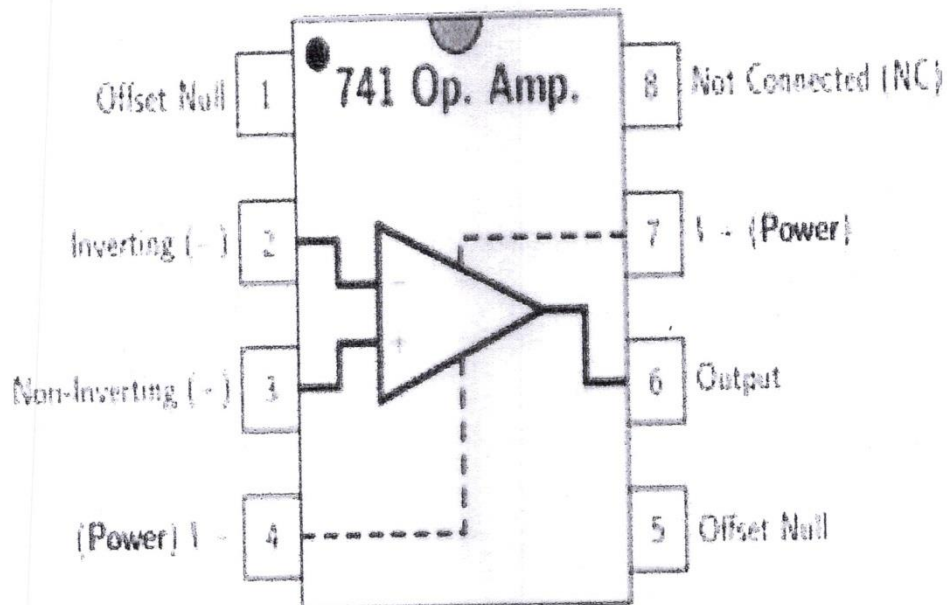 741 Op. Amp.
Offset Null 1
8 Not Connected (NC)
Inverting (-) 2
7 (Power)
Non-Inverting (-) 3
6 Output
(Power) 4
5 Offset Null
-
+